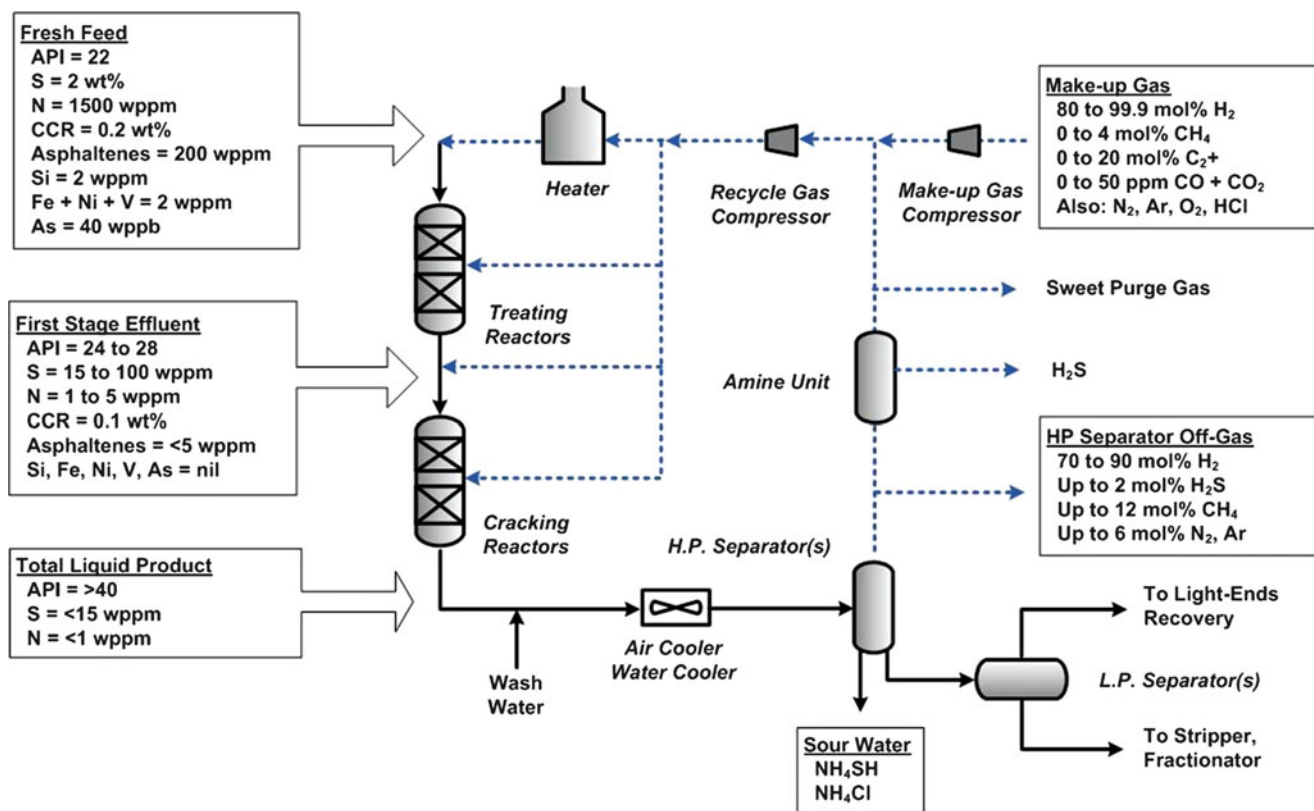 Fresh Feed
API = 22
S = 2 wt%
N = 1500 wppm
CCR = 0.2 wt%
Asphaltenes = 200 wppm
Si = 2 wppm
Fe + Ni + V = 2 wppm
As = 40 wppb
Heater
Recycle Gas
Compressor
Make-up Gas
Compressor
Make-up Gas
80 to 99.9 mol% H₂
0 to 4 mol% CH₄
0 to 20 mol% C₂+
0 to 50 ppm CO + CO₂
Also: N₂, Ar, O₂, HCl
Treating
Reactors
Sweet Purge Gas
First Stage Effluent
API = 24 to 28
S = 15 to 100 wppm
N = 1 to 5 wppm
CCR = 0.1 wt%
Asphaltenes = <5 wppm
Si, Fe, Ni, V, As = nil
Amine Unit
H₂S
HP Separator Off-Gas
70 to 90 mol% H₂
Up to 2 mol% H₂S
Up to 12 mol% CH₄
Up to 6 mol% N₂, Ar
Cracking
Reactors
H.P. Separator(s)
Total Liquid Product
API = >40
S = <15 wppm
N = <1 wppm
Wash
Water
Air Cooler
Water Cooler
To Light-Ends
Recovery
L.P. Separator(s)
To Stripper,
Fractionator
Sour Water
NH₄SH
NH₄Cl